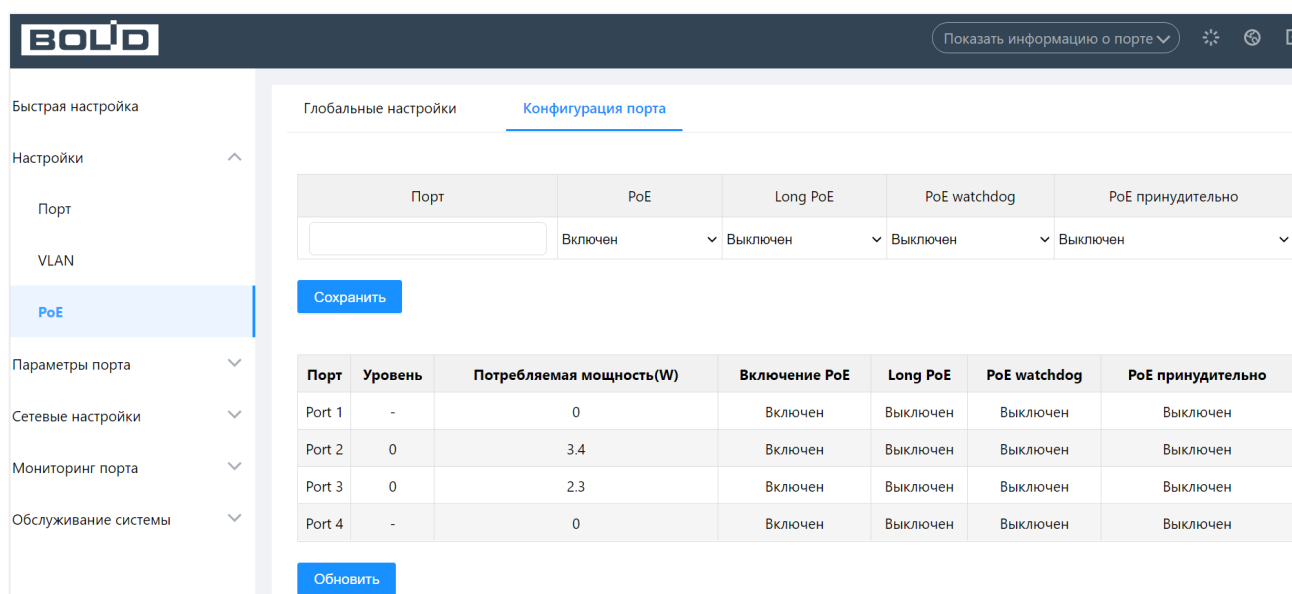 BOLID
Показать информацию о порте
Быстрая настройка
Настройки
Порт
VLAN
PoE
Параметры порта
Сетевые настройки
Мониторинг порта
Обслуживание системы
Глобальные настройки Конфигурация порта
Порт PoE Long PoE PoE watchdog PoE принудительно
Включен Выключен Выключен Выключен
Сохранить
Порт Уровень Потребляемая мощность(W) Включение PoE Long PoE PoE watchdog PoE принудительно
Port 1 - 0 Включен Выключен Выключен Выключен
Port 2 0 3.4 Включен Выключен Выключен Выключен
Port 3 0 2.3 Включен Выключен Выключен Выключен
Port 4 - 0 Включен Выключен Выключен Выключен
Обновить